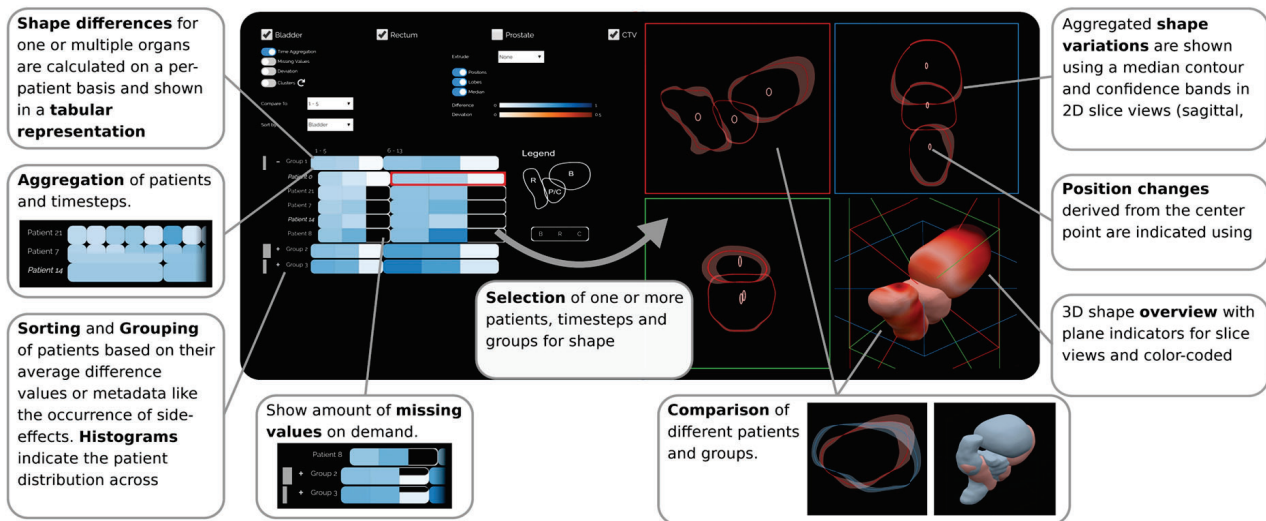 Shape differences for
one or multiple organs
are calculated on a per-
patient basis and shown
in a tabular
representation
Aggregation of patients
and timesteps.
Patient 21
Patient 7
Patient 14
Sorting and Grouping
of patients based on their
average difference
values or metadata like
the occurrence of side-
effects. Histograms
indicate the patient
distribution across
Bladder
Rectum
Prostate
CTV
Time Aggregation
Missing Values
Deviation
Clusters
Extrude
None
Positions
Lobes
Median
Compare To
1 - 5
Sort by
Bladder
Difference 0 1
Deviation 0 0.5
1 - 5 6 - 13
- Group 1
Patient 0
Patient 21
Patient 7
Patient 14
Patient 8
+ Group 2
+ Group 3
Legend
R
B
P/C
B R C
Selection of one or more
patients, timesteps and
groups for shape
Show amount of missing
values on demand.
Patient 8
+ Group 2
+ Group 3
Comparison of
different patients
and groups.
Aggregated shape
variations are shown
using a median contour
and confidence bands in
2D slice views (sagittal,
Position changes
derived from the center
point are indicated using
3D shape overview with
plane indicators for slice
views and color-coded